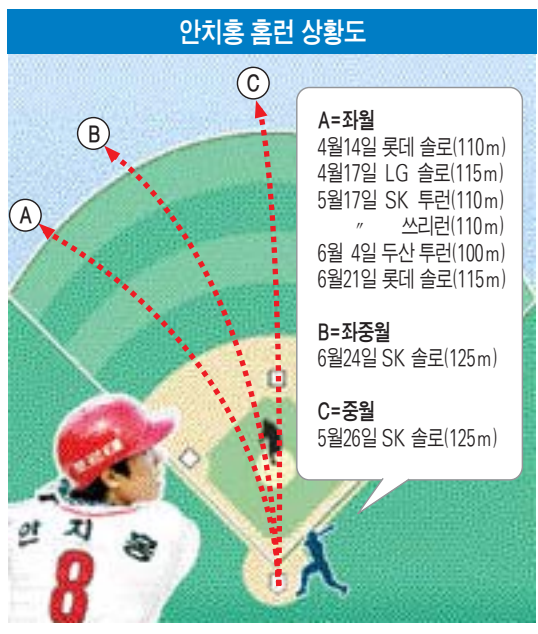 안치홍 홈런 상황도
C
B
A
A=좌월
4월14일 롯데 솔로(110m)
4월17일 LG 솔로(115m)
5월17일 SK 투런(110m)
〃 쓰리런(110m)
6월 4일 두산 투런(100m)
6월21일 롯데 솔로(115m)
B=좌중월
6월24일 SK 솔로(125m)
C=중월
5월26일 SK 솔로(125m)
안치홍
8